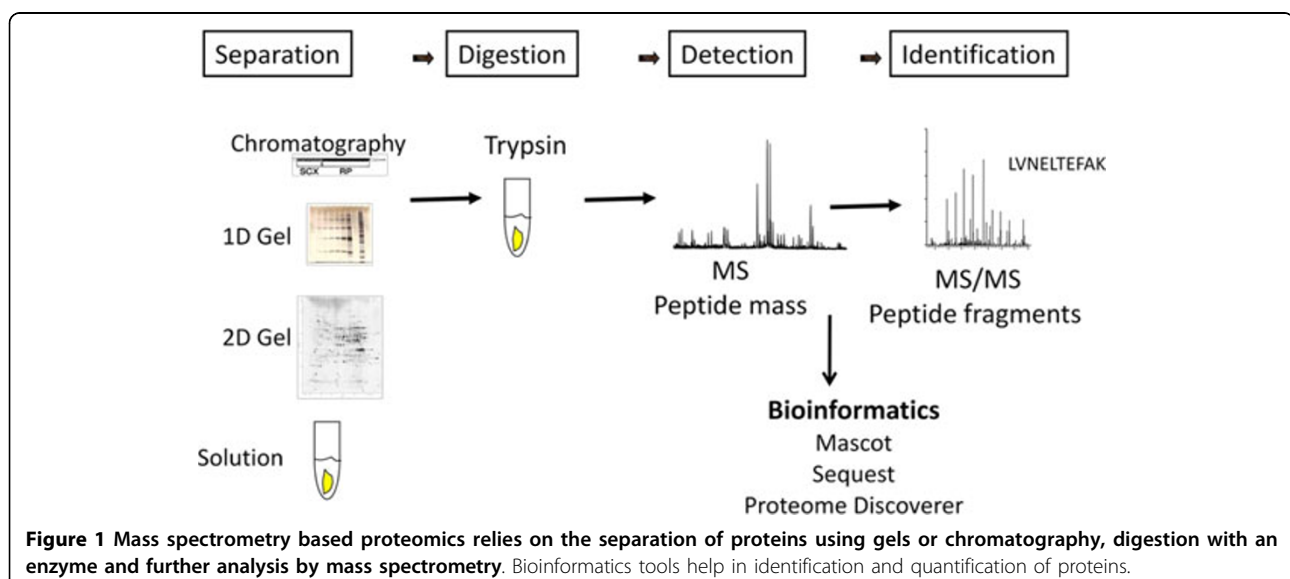 Separation
Digestion
Detection
Identification
Chromatography
SCX RP
1D Gel
2D Gel
Solution
Trypsin
MS
Peptide mass
LVNELTEFAK
MS/MS
Peptide fragments
Bioinformatics
Mascot
Sequest
Proteome Discoverer
Figure 1 Mass spectrometry based proteomics relies on the separation of proteins using gels or chromatography, digestion with an
enzyme and further analysis by mass spectrometry. Bioinformatics tools help in identification and quantification of proteins.